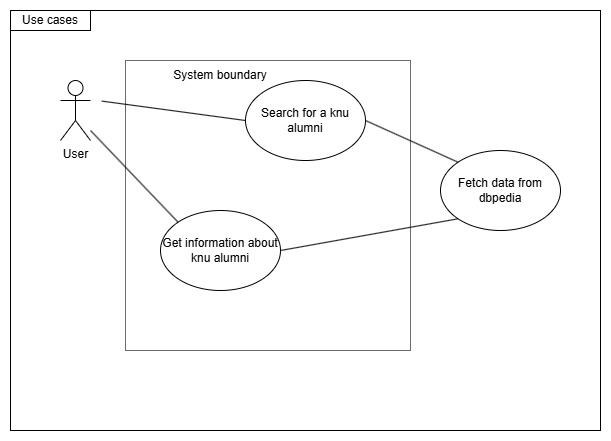 Use cases
System boundary
Search for a knu
alumni
User
Fetch data from
dbpedia
Get information about
knu alumni